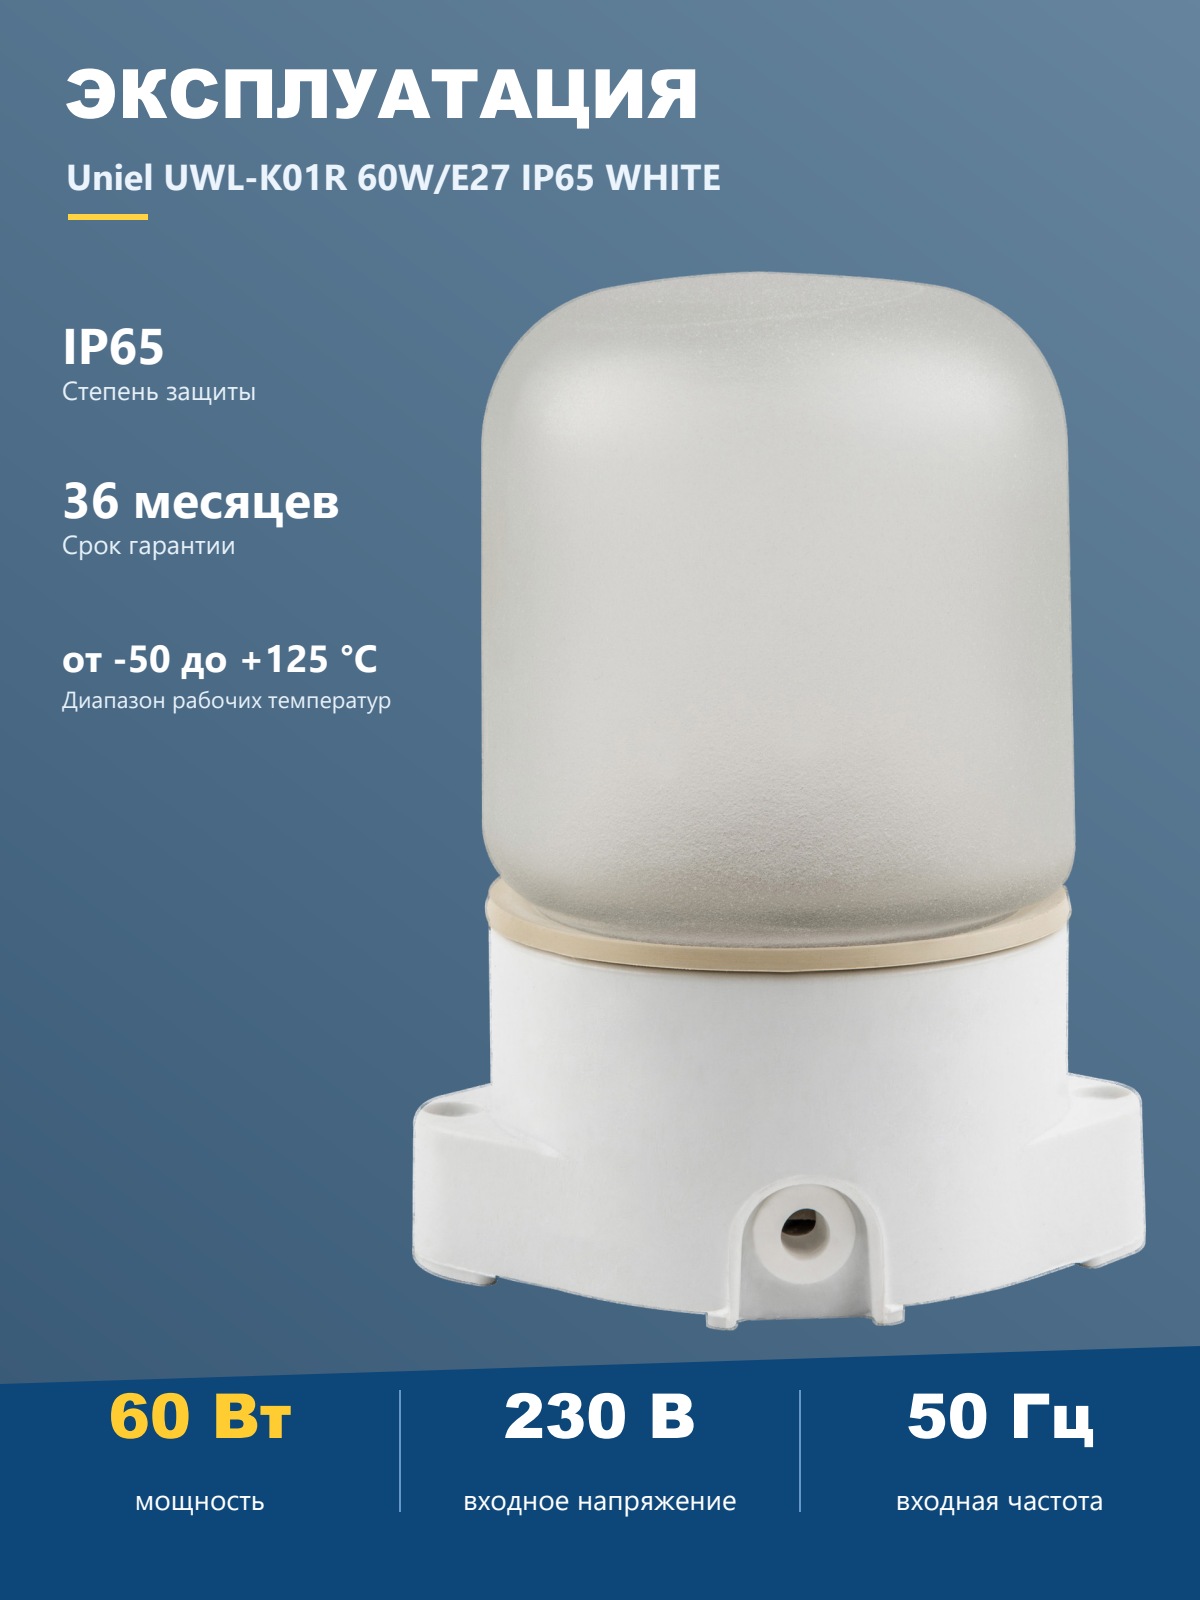 ЭКСПЛУАТАЦИЯ
Uniel UWL-K01R 60W/E27 IP65 WHITE
IP65
Степень защиты
36 месяцев
Срок гарантии
от -50 до +125 °C
Диапазон рабочих температур
60 Вт
мощность
230 В
входное напряжение
50 Гц
входная частота